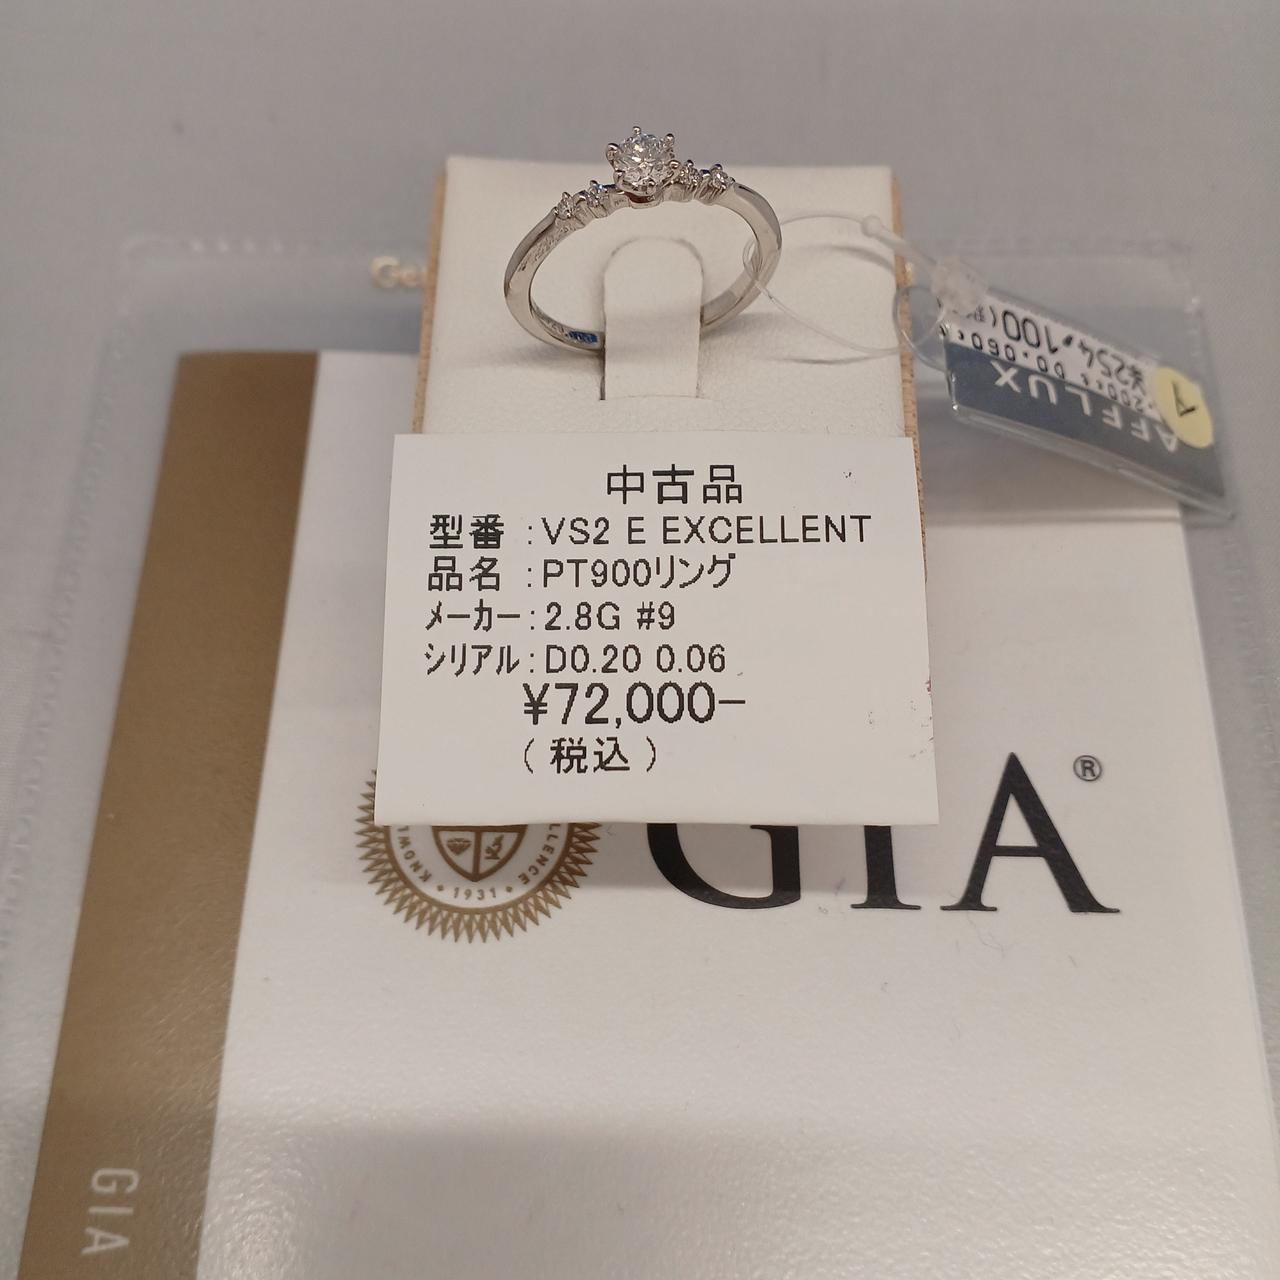 AFFLUX
¥254,100
中古品
型番 :VS2 E EXCELLENT
品名 :PT900リング
メーカー:2.8G #9
シリアル:D0.20 0.06
¥72,000-
(税込)
GIA®
1931
GIA